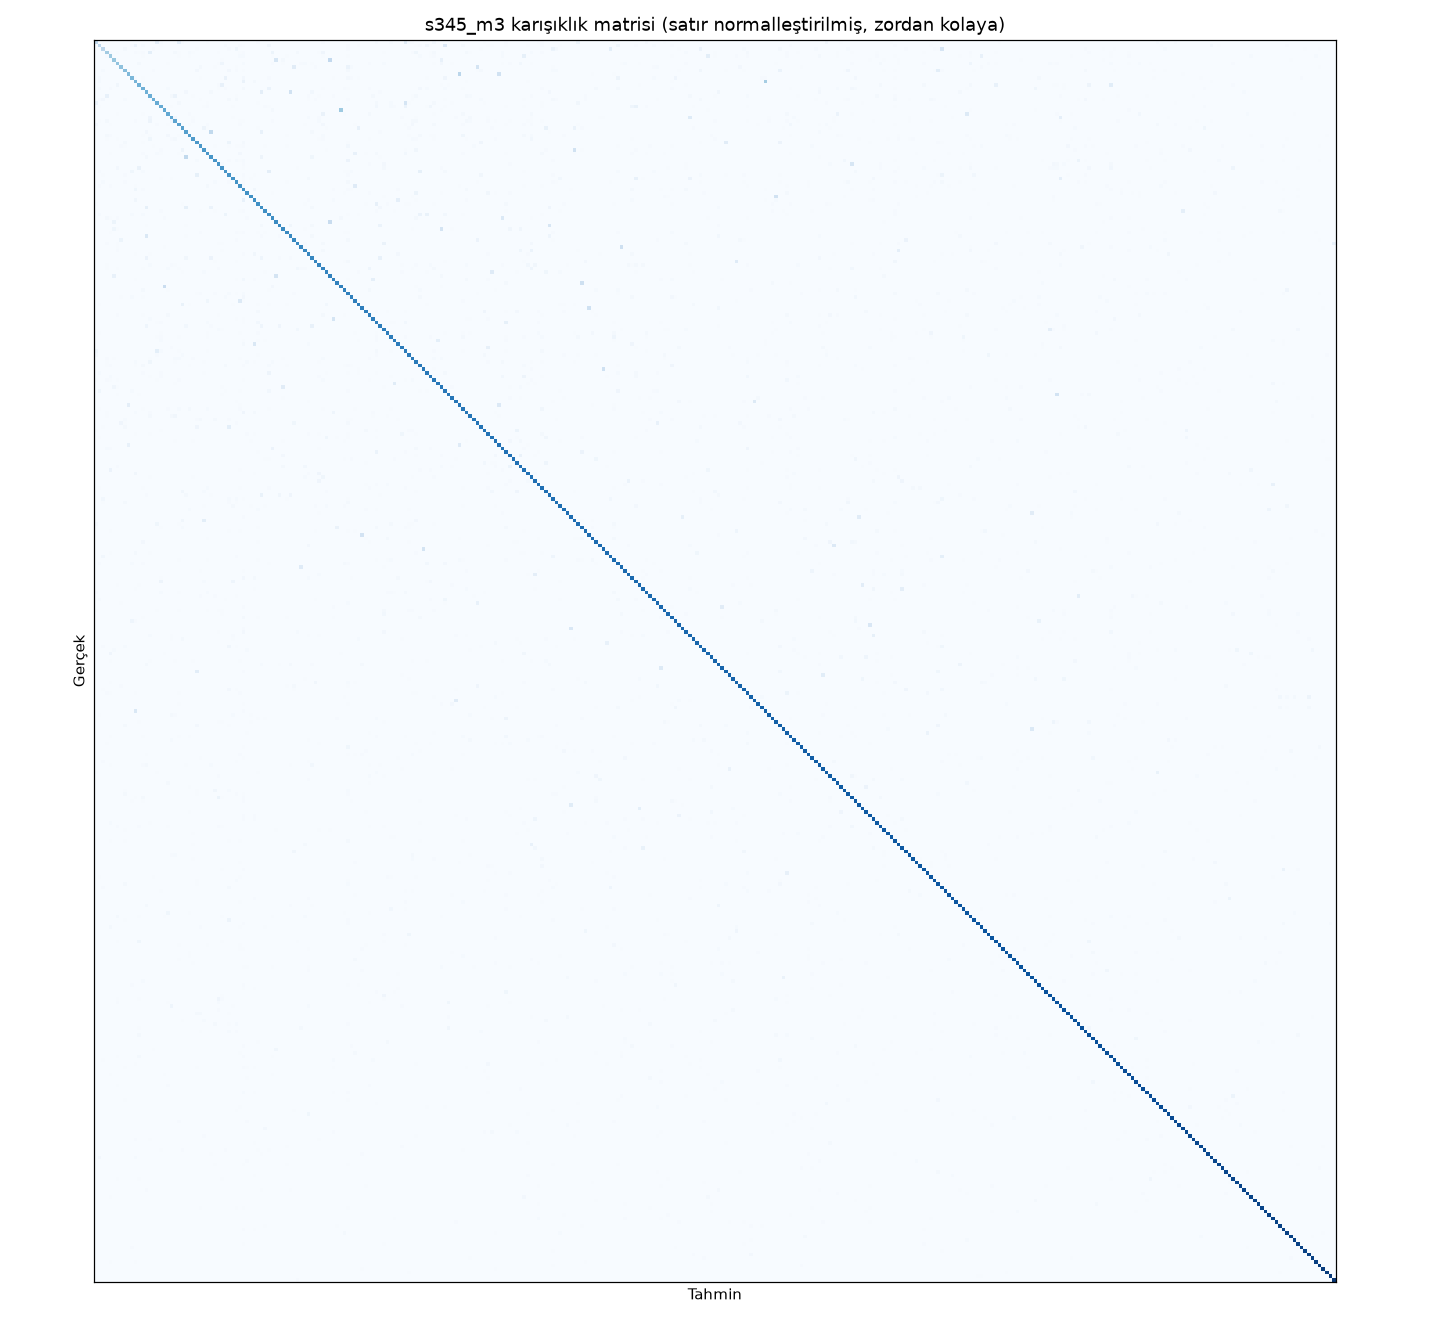 s345_m3 karışıklık matrisi (satır normalleştirilmiş, zordan kolaya)
Gerçek
Tahmin